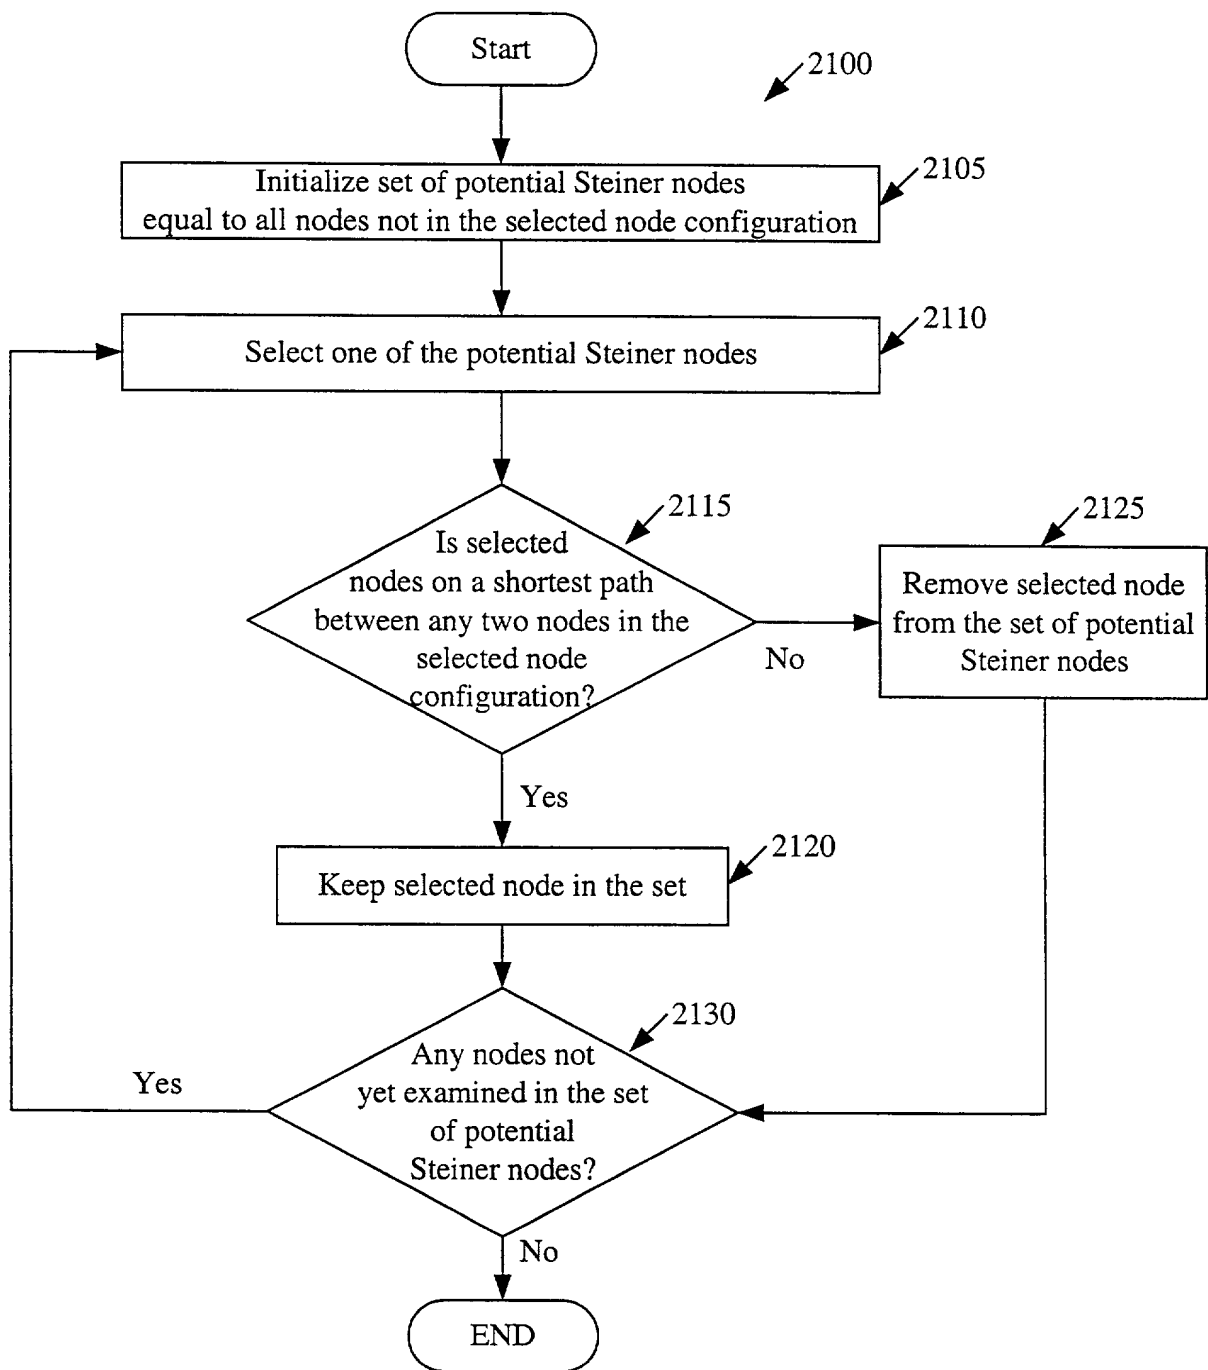 Start
2100
Initialize set of potential Steiner nodes
equal to all nodes not in the selected node configuration
2105
Select one of the potential Steiner nodes
2110
Is selected
nodes on a shortest path
between any two nodes in the
selected node
configuration?
2115
No
Remove selected node
from the set of potential
Steiner nodes
2125
Yes
Keep selected node in the set
2120
Any nodes not
yet examined in the set
of potential
Steiner nodes?
2130
Yes
No
END